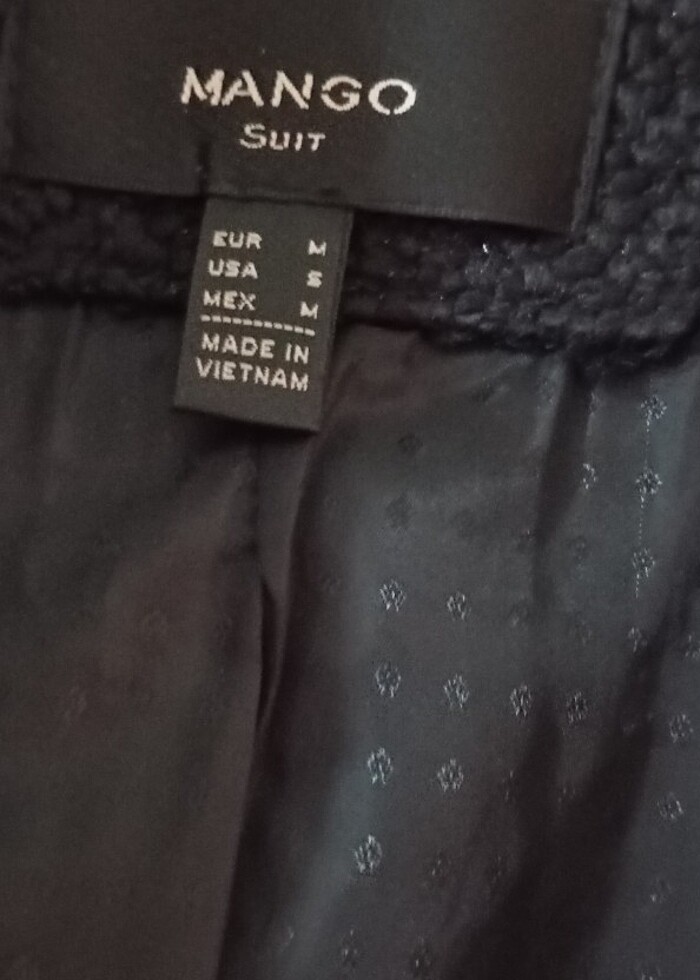 MANGO
SUIT
EUR M
USA S
MEX M
MADE IN
VIETNAM